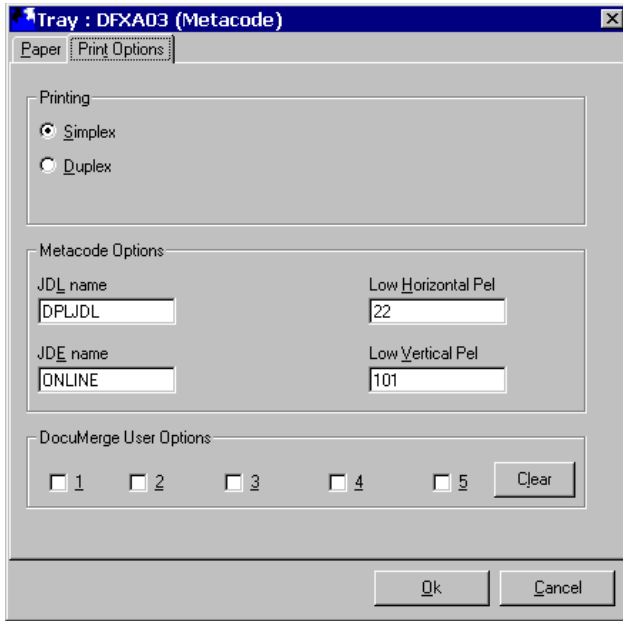 Tray : DFXA03 (Metacode)
Paper Print Options
Printing
Simplex
Duplex
Metacode Options
JDL name Low Horizontal Pel
DPLJDL 22
JDE name Low Vertical Pel
ONLINE 101
DocuMerge User Options
1 2 3 4 5 Clear
Ok Cancel